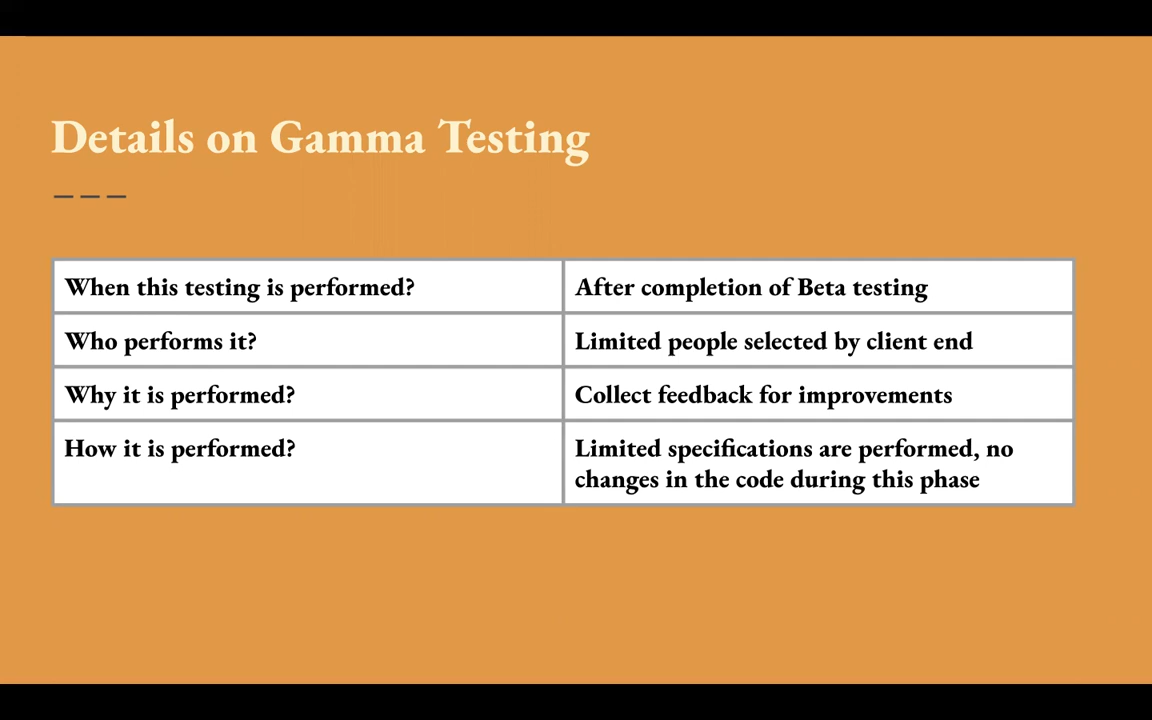 Details on Gamma Testing
When this testing is performed?
After completion of Beta testing
Who performs it?
Limited people selected by client end
Why it is performed?
Collect feedback for improvements
How it is performed?
Limited specifications are performed, no
changes in the code during this phase